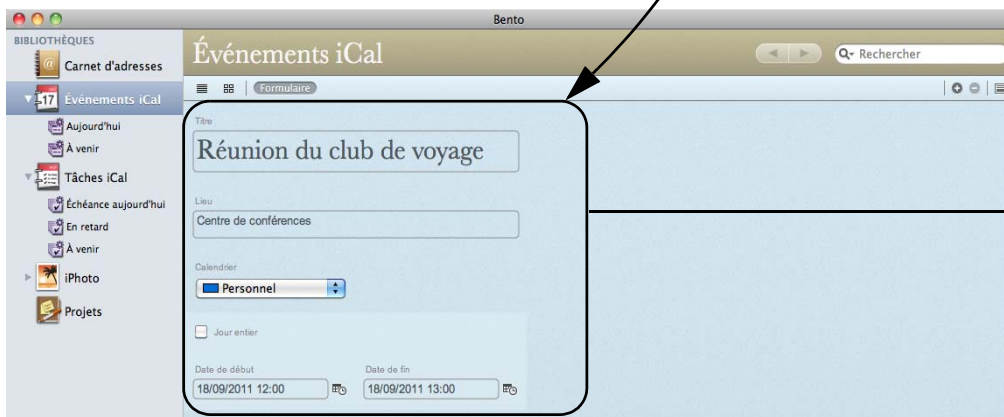 Bento
BIBLIOTHÈQUES
Carnet d'adresses
17 Événements iCal
Aujourd'hui
À venir
Tâches iCal
Échéance aujourd'hui
En retard
À venir
iPhoto
Projets
Événements iCal
Rechercher
Formulaire
Titre
Réunion du club de voyage
Lieu
Centre de conférences
Calendrier
Personnel
Jour entier
Date de début Date de fin
18/09/2011 12:00 18/09/2011 13:00